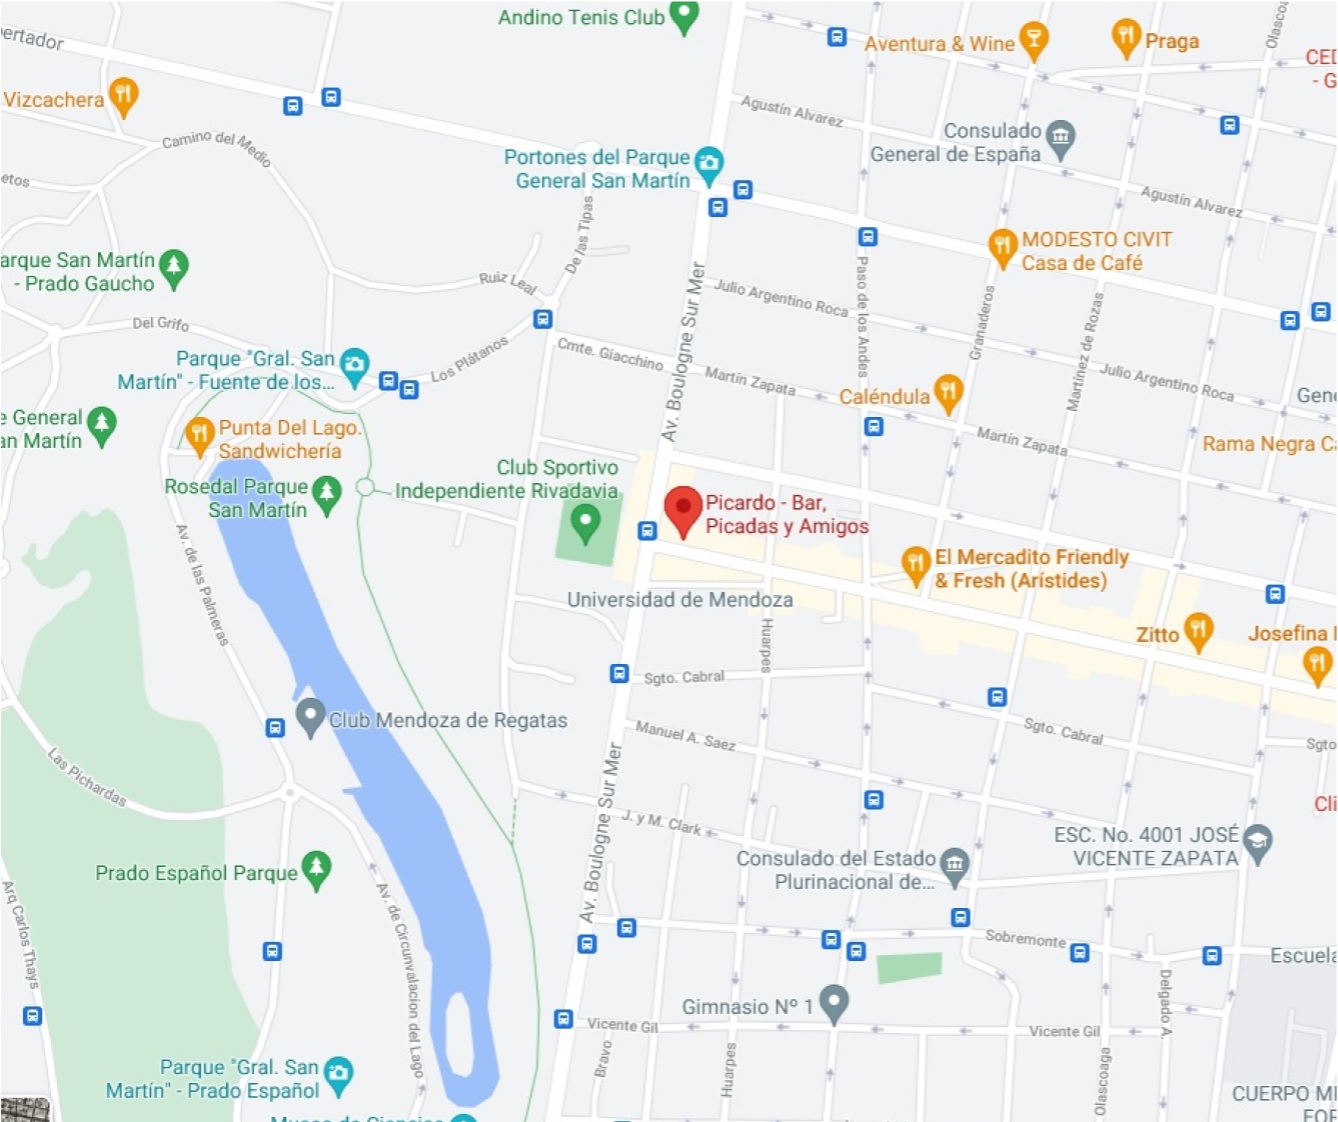 Andino Tenis Club
Aventura & Wine
Praga
Olascoa
CED
- G
ertador
Vizcachera
Camino del Medio
etos
Agustín Alvarez
Consulado
General de España
Agustín Alvarez
Portones del Parque
General San Martín
De las Tipas
Ruiz Leal
MODESTO CIVIT
Casa de Café
arque San Martín
- Prado Gaucho
Del Grifo
Los Plátanos
Av. Boulogne Sur Mer
Julio Argentino Roca
Paso de los Andes
Granaderos
Martínez de Rozas
Julio Argentino Roca
Parque "Gral. San
Martín" - Fuente de los...
Cmte. Giacchino
Martín Zapata
Caléndula
Martín Zapata
Gene
Rama Negra Ca
e General
an Martín
Punta Del Lago.
Sandwichería
Rosedal Parque
San Martín
Club Sportivo
Independiente Rivadavia
Picardo - Bar,
Picadas y Amigos
El Mercadito Friendly
& Fresh (Arístides)
Universidad de Mendoza
Av. de las Palmeras
Huarpes
Zitto
Josefina
Sgto. Cabral
Sgto. Cabral
Sgto
Club Mendoza de Regatas
Manuel A. Saez
Av. Boulogne Sur Mer
Las Pichardas
J. y M. Clark
Cli
ESC. No. 4001 JOSÉ
VICENTE ZAPATA
Consulado del Estado
Plurinacional de...
Prado Español Parque
Arq Carlos Thays
Av. de Circunvalacion del Lago
Sobremonte
Escuela
Delgado A.
Gimnasio Nº 1
Vicente Gil
Vicente Gil
Bravo
Huarpes
Olascoaga
Parque "Gral. San
Martín" - Prado Español
Museo de Ciencias
CUERPO MI
FOR